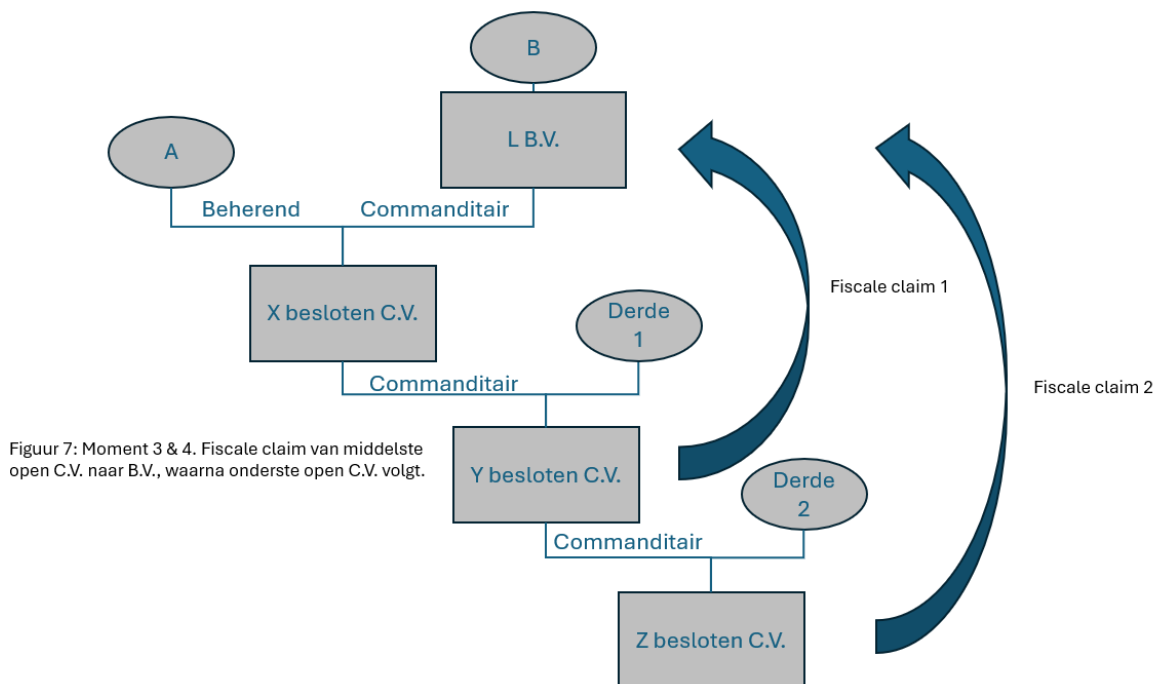 B
L B.V.
A
Beherend
Commanditair
X besloten C.V.
Derde
1
Fiscale claim 1
Commanditair
Fiscale claim 2
Figuur 7: Moment 3 & 4. Fiscale claim van middelste
open C.V. naar B.V., waarna onderste open C.V. volgt.
Y besloten C.V.
Derde
2
Commanditair
Z besloten C.V.